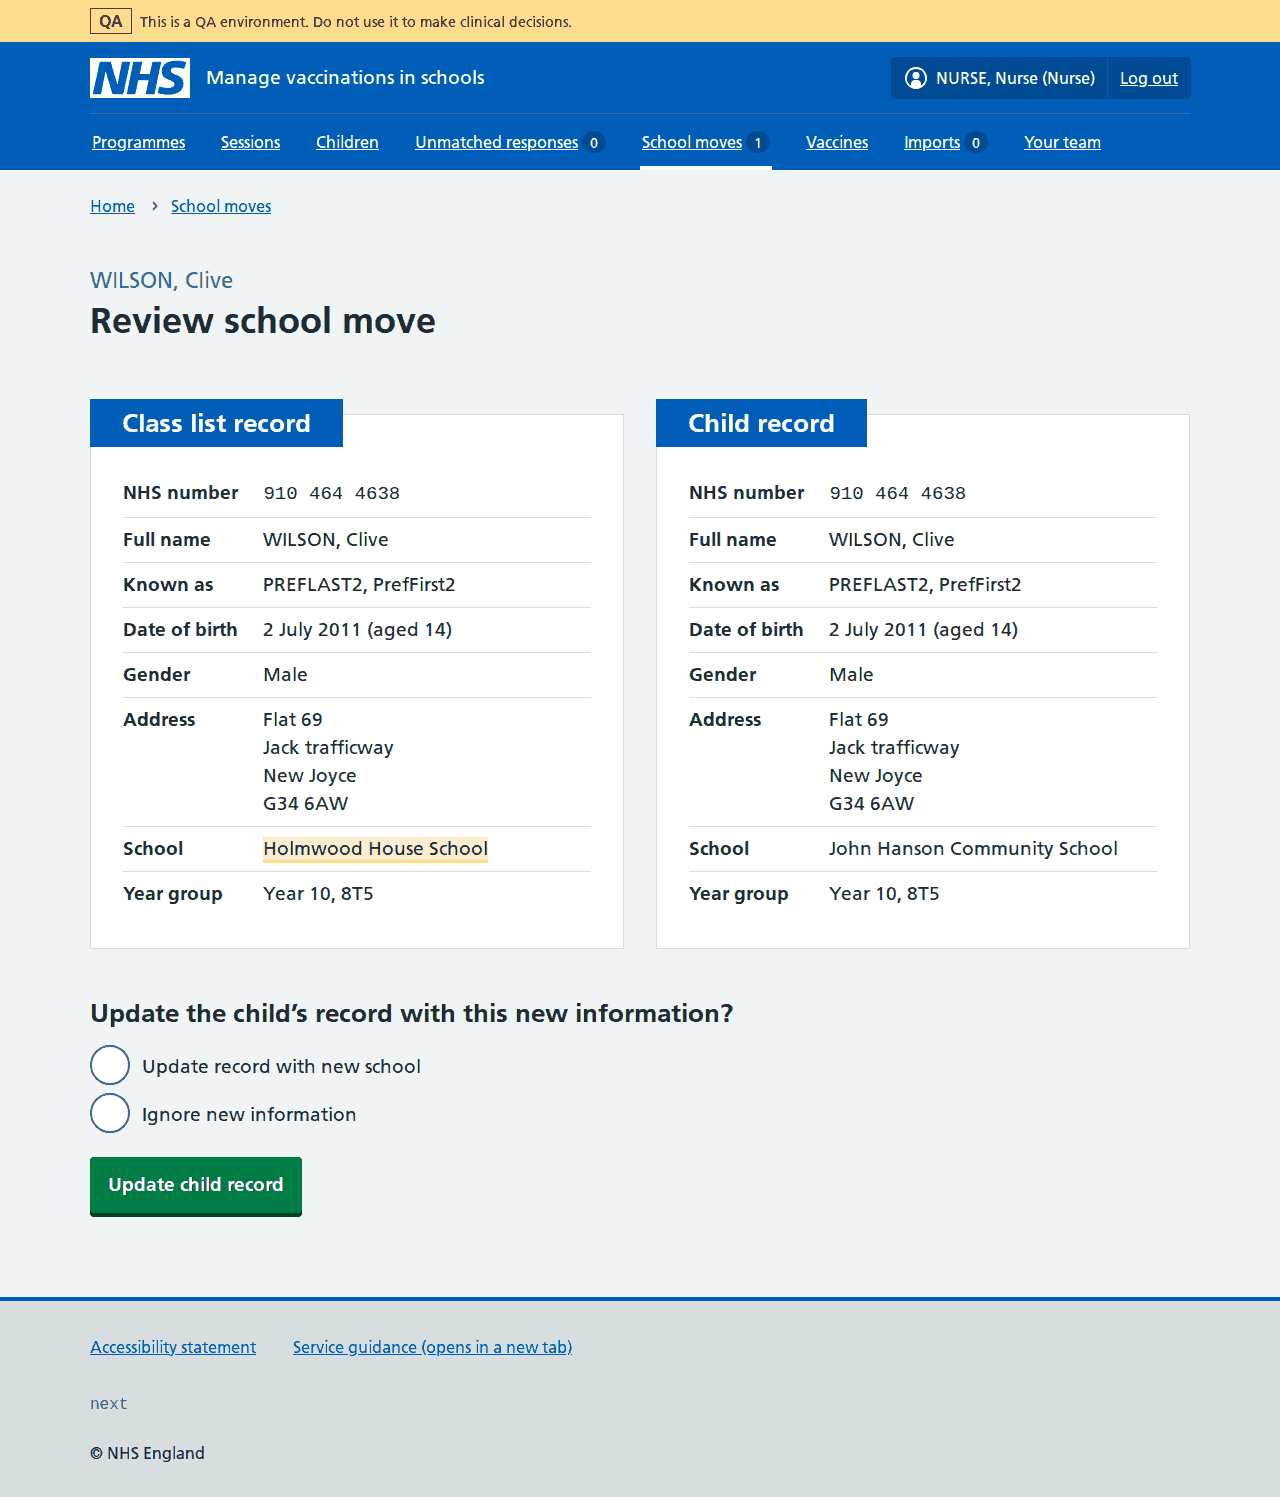 QA This is a QA environment. Do not use it to make clinical decisions.
NHS Manage vaccinations in schools NURSE, Nurse (Nurse) Log out
Programmes Sessions Children Unmatched responses 0 School moves 1 Vaccines Imports 0 Your team
Home School moves
WILSON, Clive
Review school move
Class list record
NHS number 910 464 4638
Full name WILSON, Clive
Known as PREFLAST2, PrefFirst2
Date of birth 2 July 2011 (aged 14)
Gender Male
Address Flat 69
Jack trafficway
New Joyce
G34 6AW
School Holmwood House School
Year group Year 10, 8T5
Child record
NHS number 910 464 4638
Full name WILSON, Clive
Known as PREFLAST2, PrefFirst2
Date of birth 2 July 2011 (aged 14)
Gender Male
Address Flat 69
Jack trafficway
New Joyce
G34 6AW
School John Hanson Community School
Year group Year 10, 8T5
Update the child’s record with this new information?
Update record with new school
Ignore new information
Update child record
Accessibility statement Service guidance (opens in a new tab)
next
© NHS England